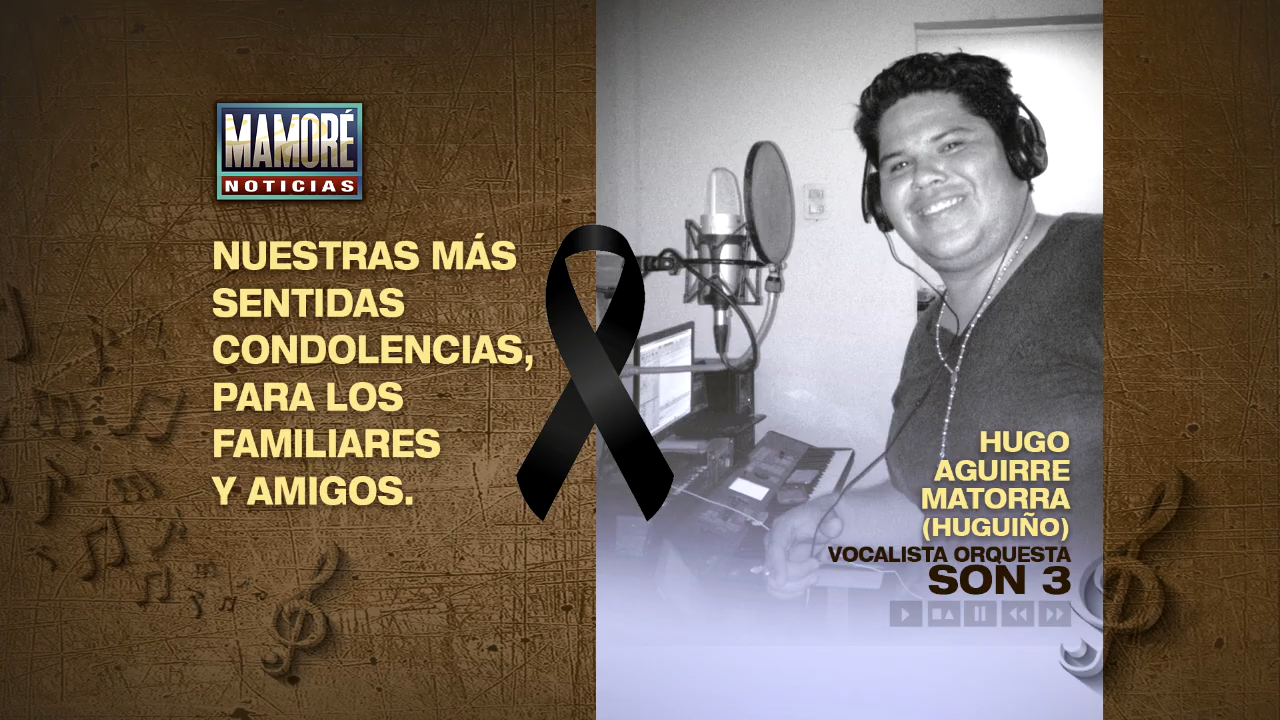 MAMORÉ
NOTICIAS
NUESTRAS MÁS
SENTIDAS
CONDOLENCIAS,
PARA LOS
FAMILIARES
Y AMIGOS.
HUGO
AGUIRRE
MATORRA
(HUGUIÑO)
VOCALISTA ORQUESTA
SON 3